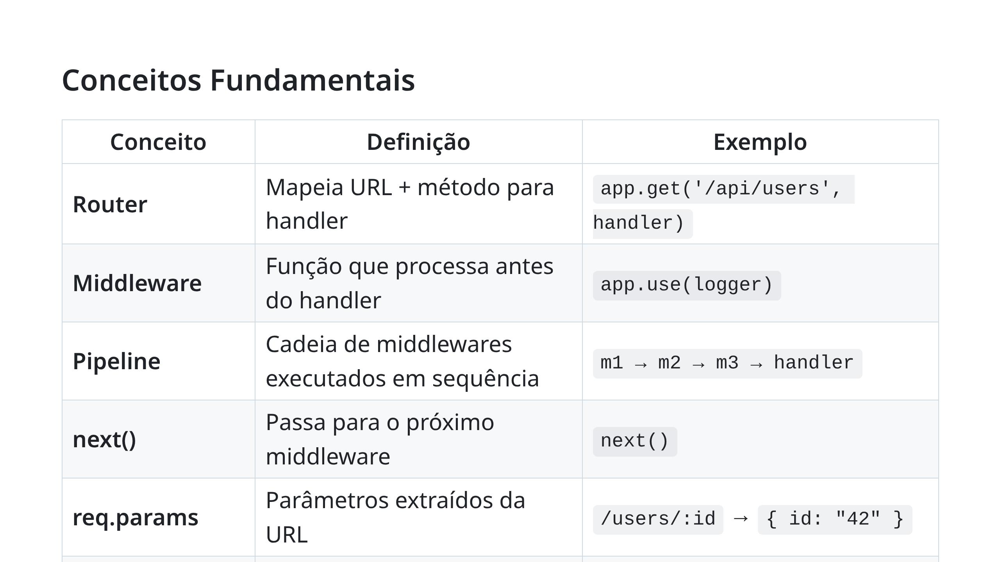 Conceitos Fundamentais
Conceito Definição Exemplo
Router
Mapeia URL + método para
handler
app.get('/api/users',
handler)
Middleware
Função que processa antes
do handler
app.use(logger)
Pipeline
Cadeia de middlewares
executados em sequência
m1 → m2 → m3 → handler
next()
Passa para o próximo
middleware
next()
req.params
Parâmetros extraídos da
URL
/users/:id → { id: "42" }